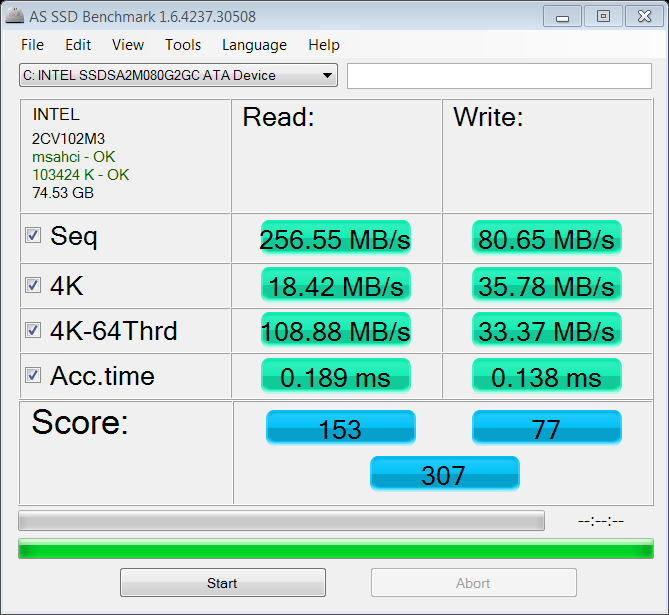 AS SSD Benchmark 1.6.4237.30508
File Edit View Tools Language Help
C: INTEL SSDSA2M080G2GC ATA Device
INTEL
2CV102M3
msahci - OK
103424 K - OK
74.53 GB
Read:
Write:
Seq 256.55 MB/s 80.65 MB/s
4K 18.42 MB/s 35.78 MB/s
4K-64Thrd 108.88 MB/s 33.37 MB/s
Acc.time 0.189 ms 0.138 ms
Score: 153 77
307
--:--:--
Start Abort